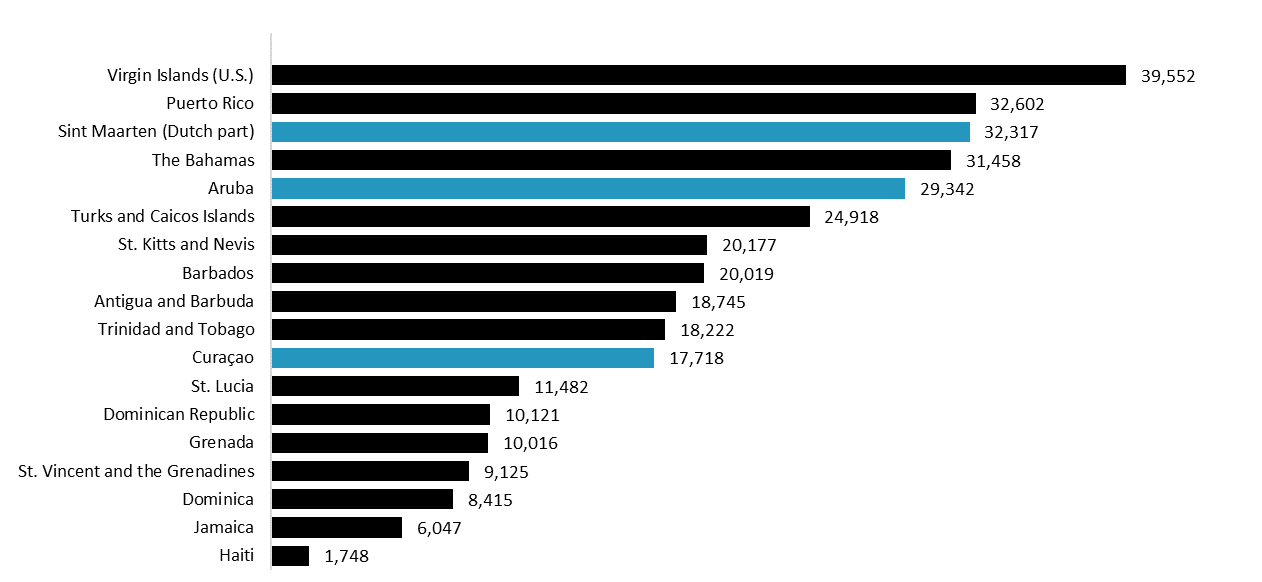 Virgin Islands (U.S.) 39,552
Puerto Rico 32,602
Sint Maarten (Dutch part) 32,317
The Bahamas 31,458
Aruba 29,342
Turks and Caicos Islands 24,918
St. Kitts and Nevis 20,177
Barbados 20,019
Antigua and Barbuda 18,745
Trinidad and Tobago 18,222
Curaçao 17,718
St. Lucia 11,482
Dominican Republic 10,121
Grenada 10,016
St. Vincent and the Grenadines 9,125
Dominica 8,415
Jamaica 6,047
Haiti 1,748